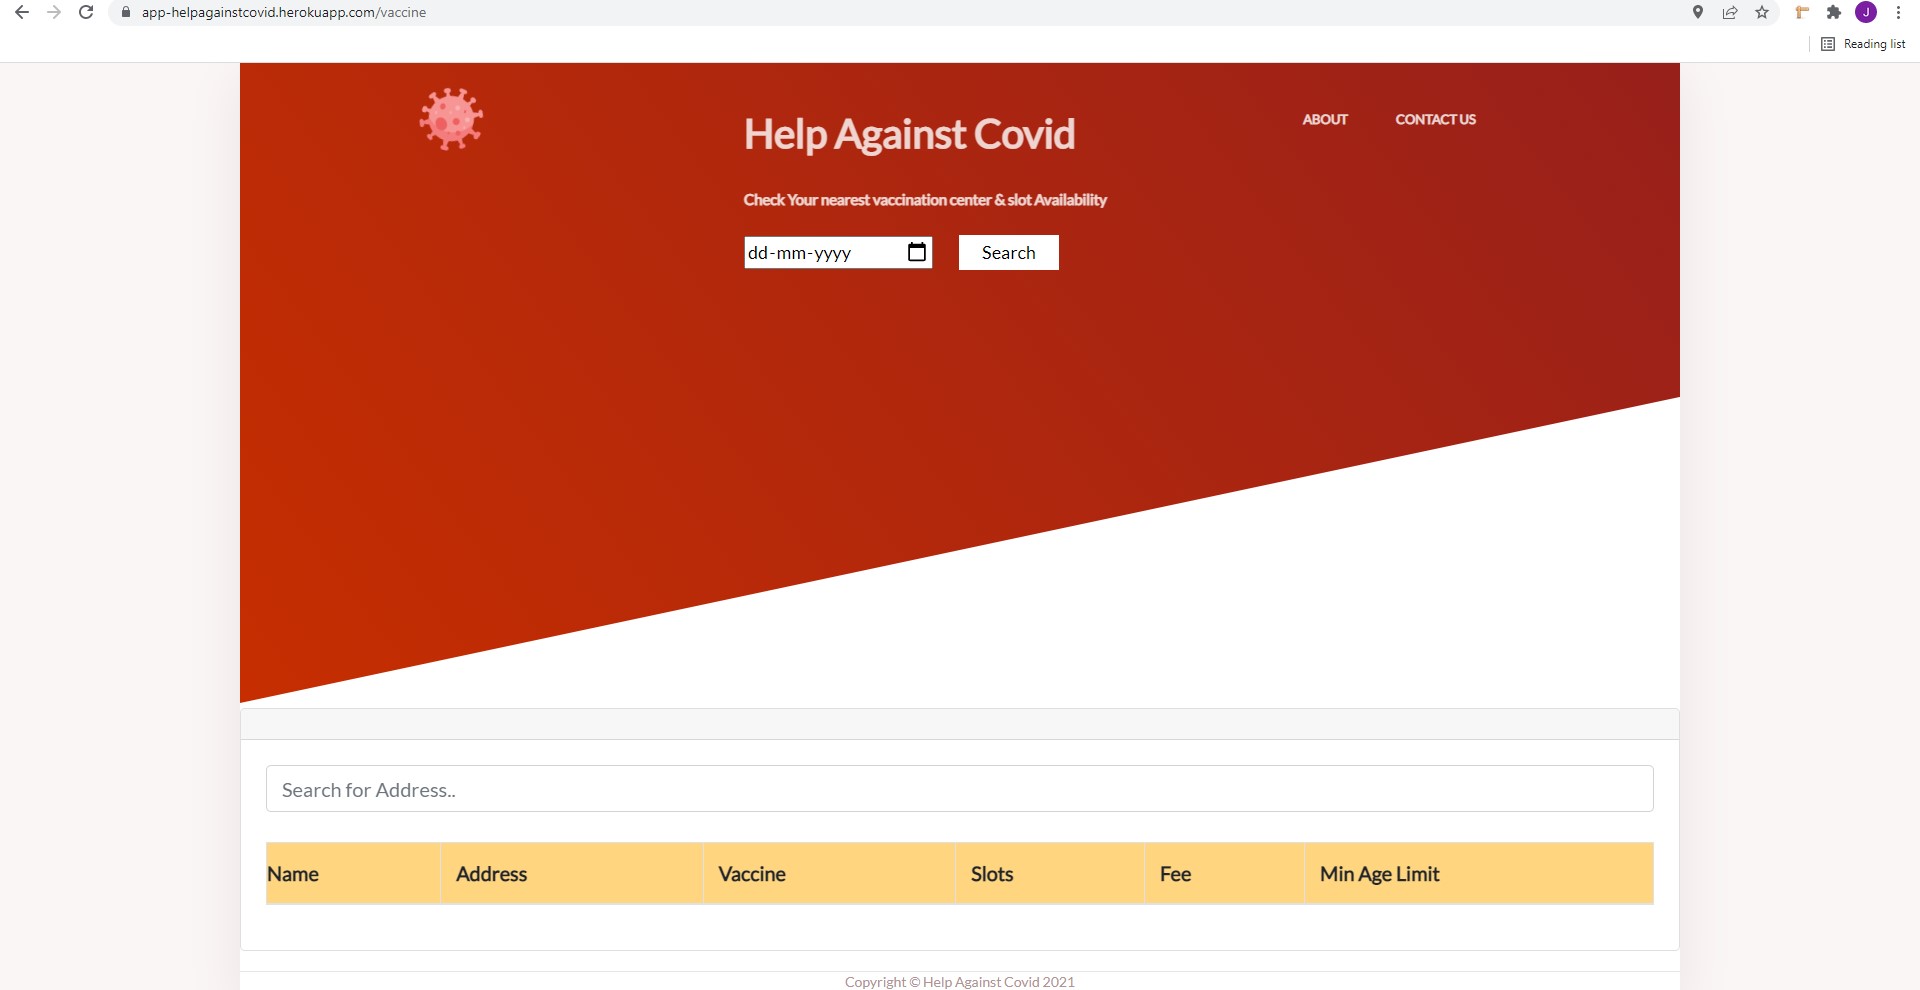 app-helpagainstcovid.herokuapp.com/vaccine
J
Reading list
Help Against Covid
ABOUT
CONTACT US
Check Your nearest vaccination center & slot Availability
dd-mm-yyyy
Search
Search for Address..
Name Address Vaccine Slots Fee Min Age Limit
Copyright © Help Against Covid 2021